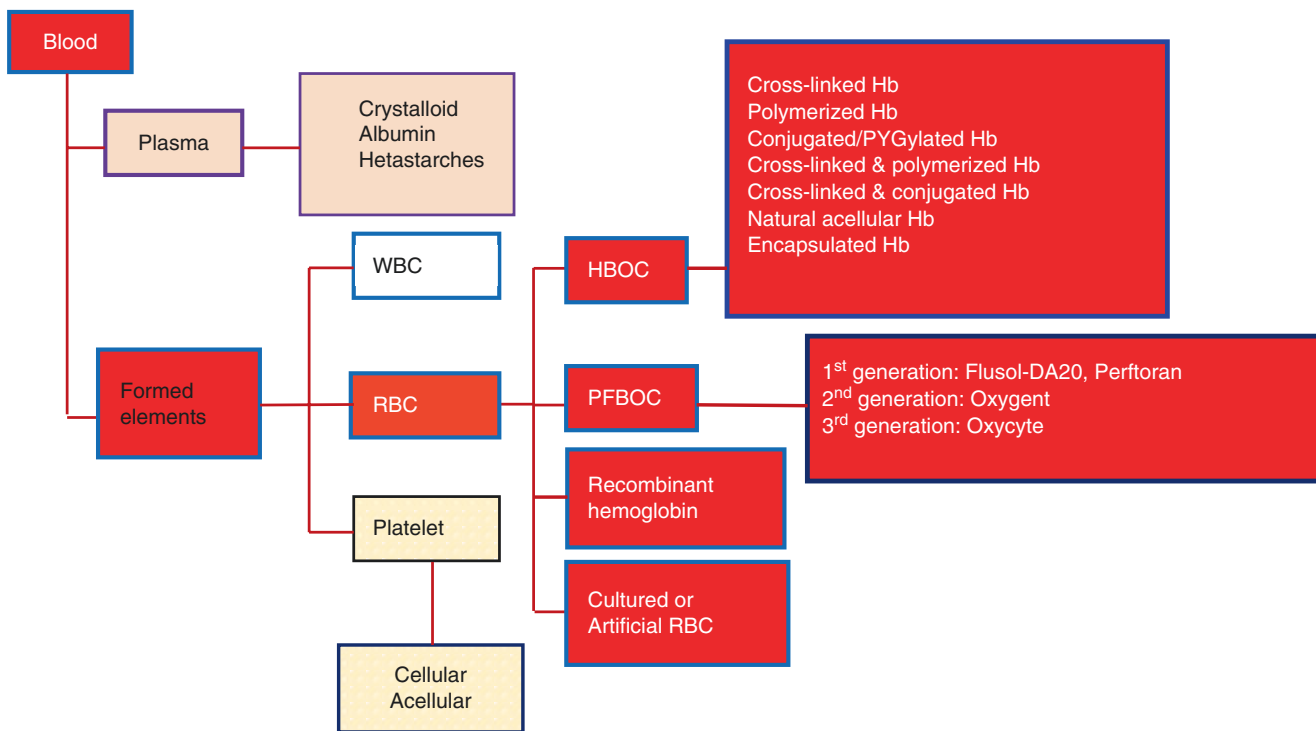 Blood
Plasma
Crystalloid
Albumin
Hetastarches
Formed
elements
WBC
RBC
Platelet
Cellular
Acellular
HBOC
PFBOC
Recombinant
hemoglobin
Cultured or
Artificial RBC
Cross-linked Hb
Polymerized Hb
Conjugated/PYGylated Hb
Cross-linked & polymerized Hb
Cross-linked & conjugated Hb
Natural acellular Hb
Encapsulated Hb
1st generation: Flusol-DA20, Perftoran
2nd generation: Oxygent
3rd generation: Oxycyte